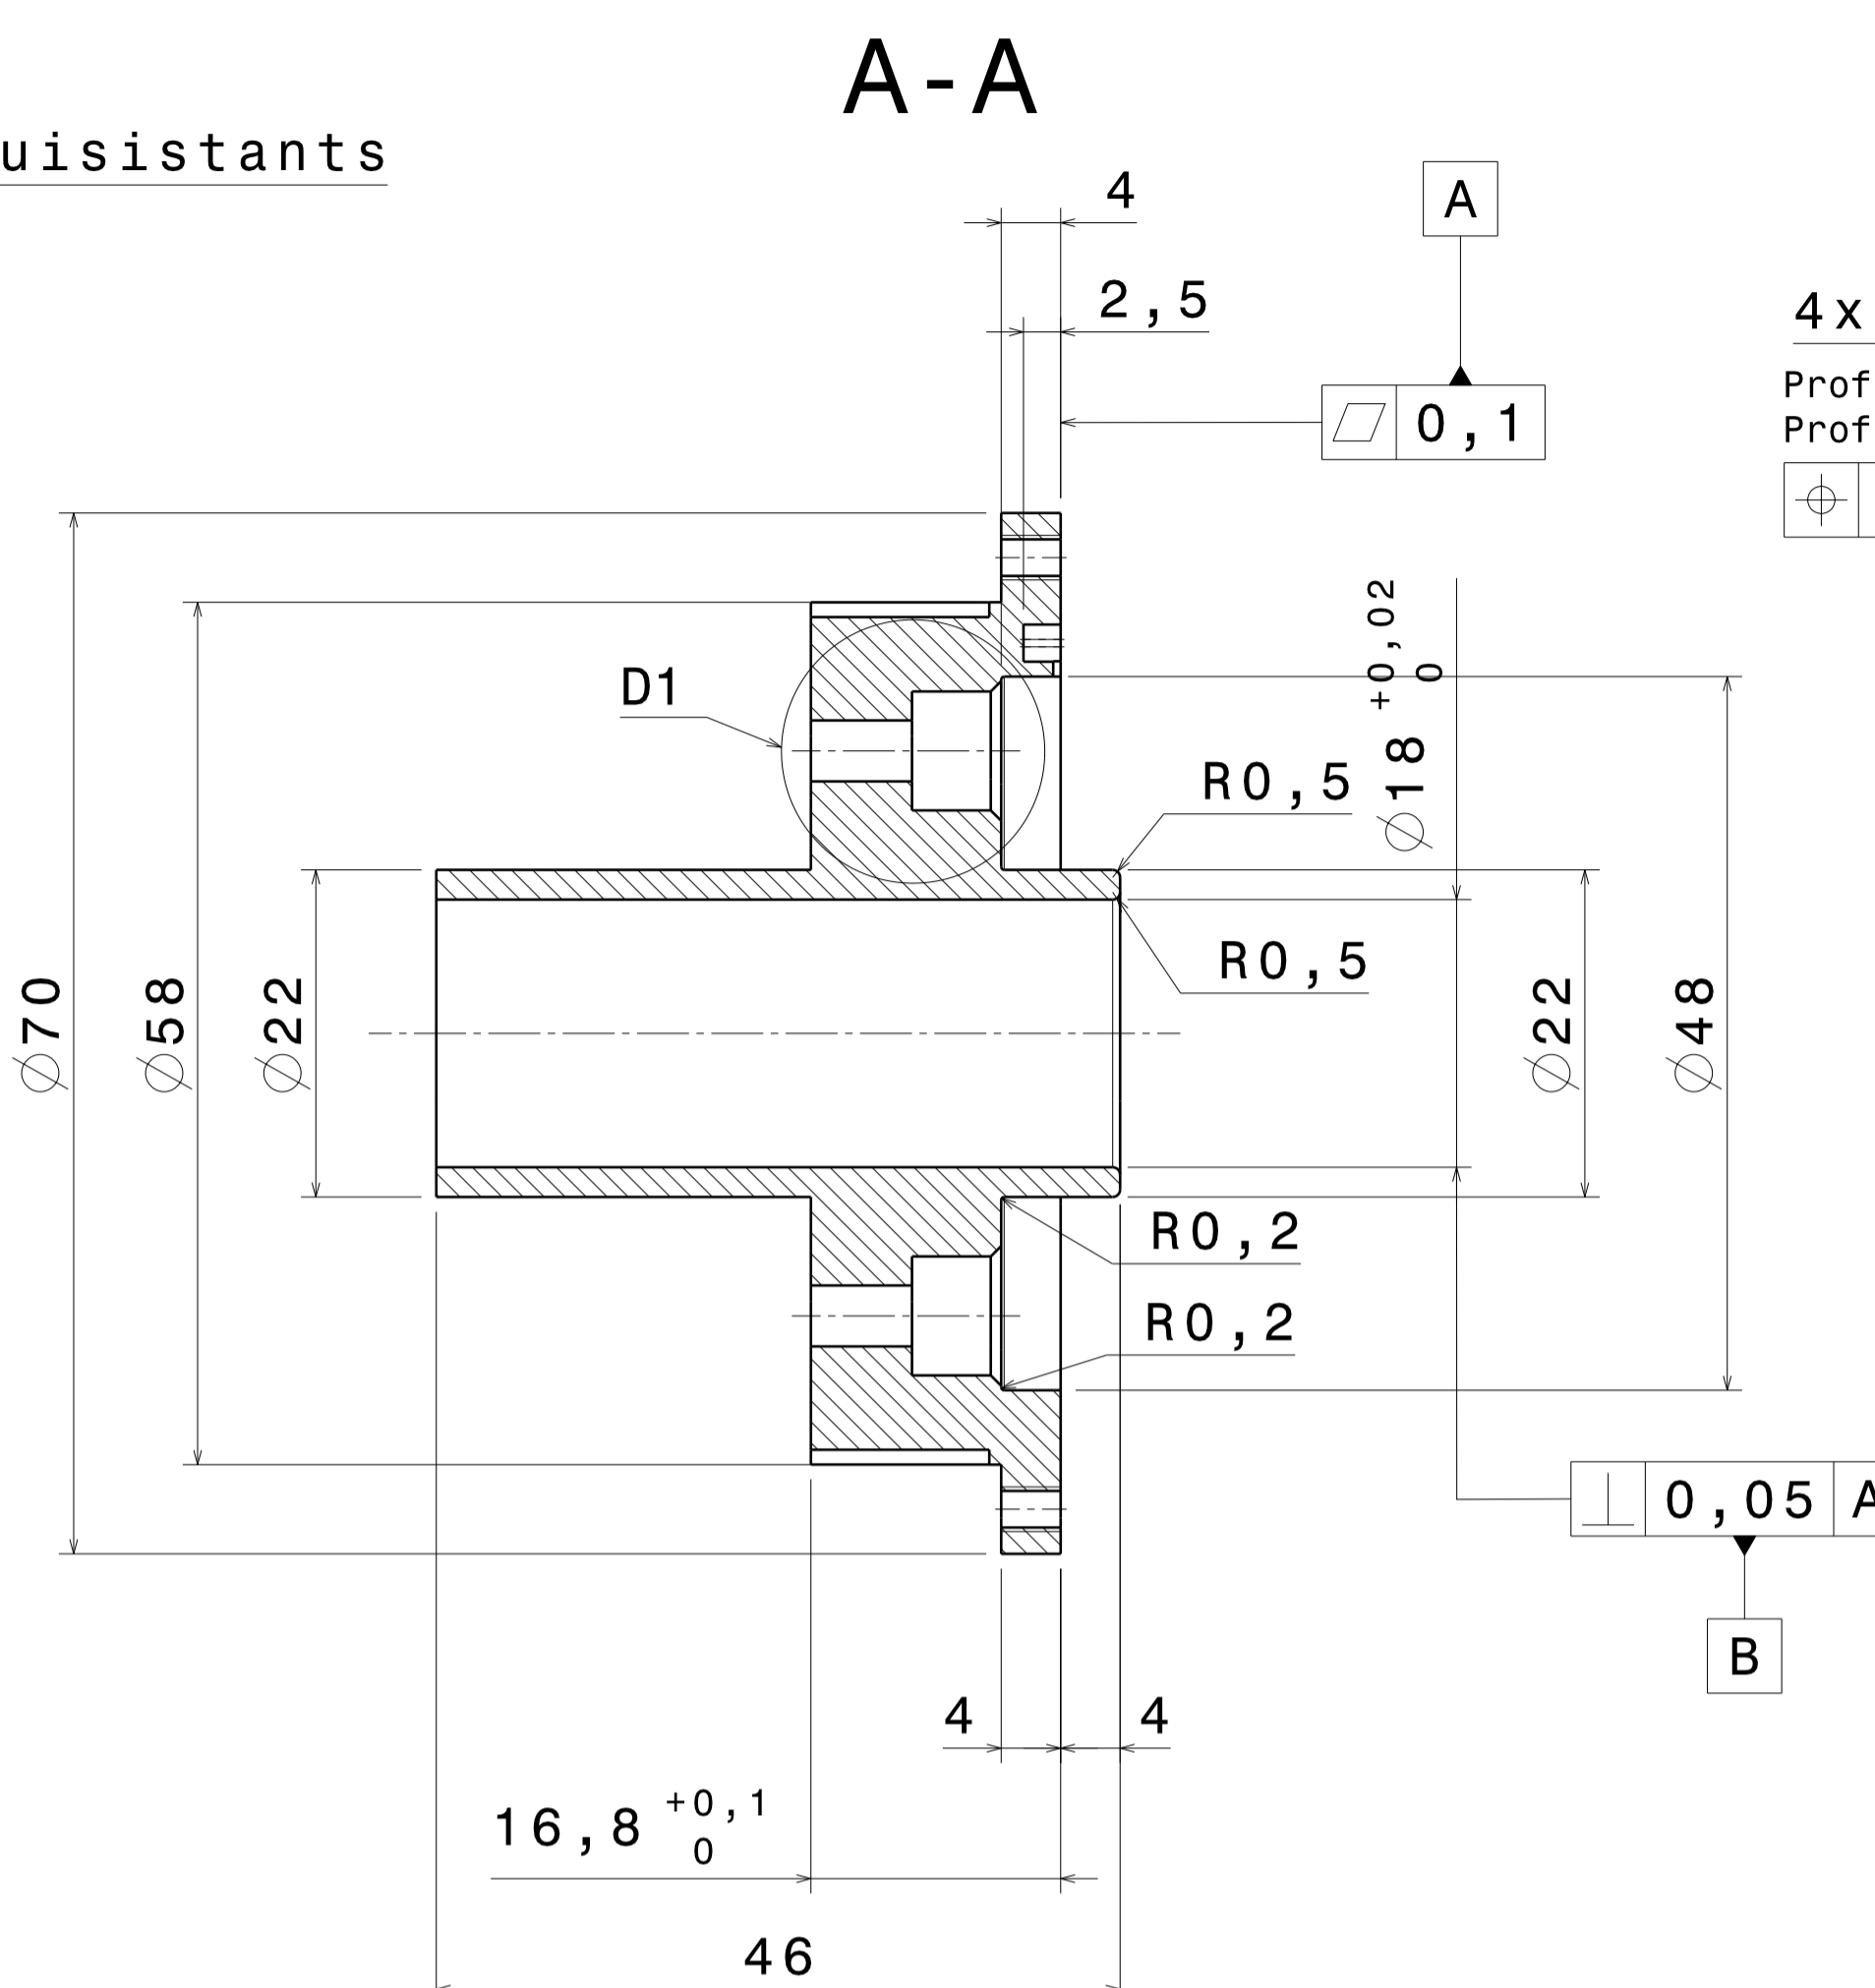 A-A
uisistants
4
A
2,5
4x
Prof
0,1
Prof
+0,02
0
Ø18
D1
R0,5
R0,5
Ø70
Ø58
Ø22
Ø22
Ø48
R0,2
R0,2
⊥ 0,05 A
B
4
4
16,8 +0,1
0
46